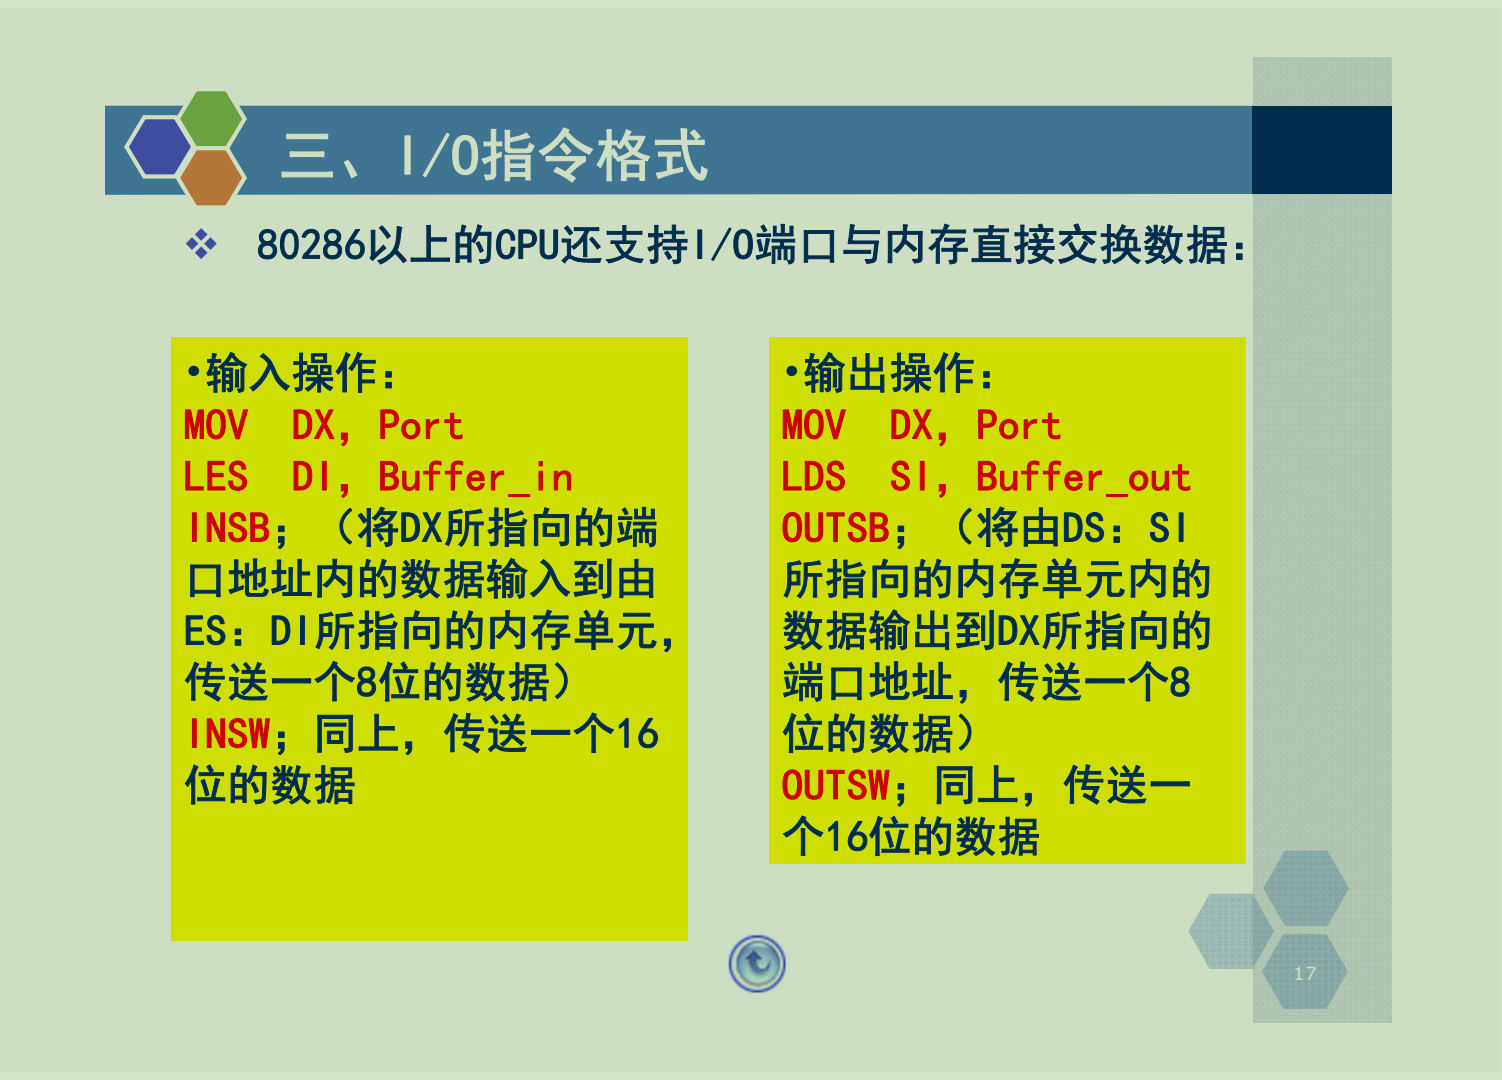 三、I/O指令格式
❖ 80286以上的CPU还支持I/O端口与内存直接交换数据：
•输入操作：
MOV DX，Port
LES DI，Buffer_in
INSB；（将DX所指向的端
口地址内的数据输入到由
ES：DI所指向的内存单元，
传送一个8位的数据）
INSW；同上，传送一个16
位的数据
•输出操作：
MOV DX，Port
LDS SI，Buffer_out
OUTSB；（将由DS：SI
所指向的内存单元内的
数据输出到DX所指向的
端口地址，传送一个8
位的数据）
OUTSW；同上，传送一
个16位的数据
17